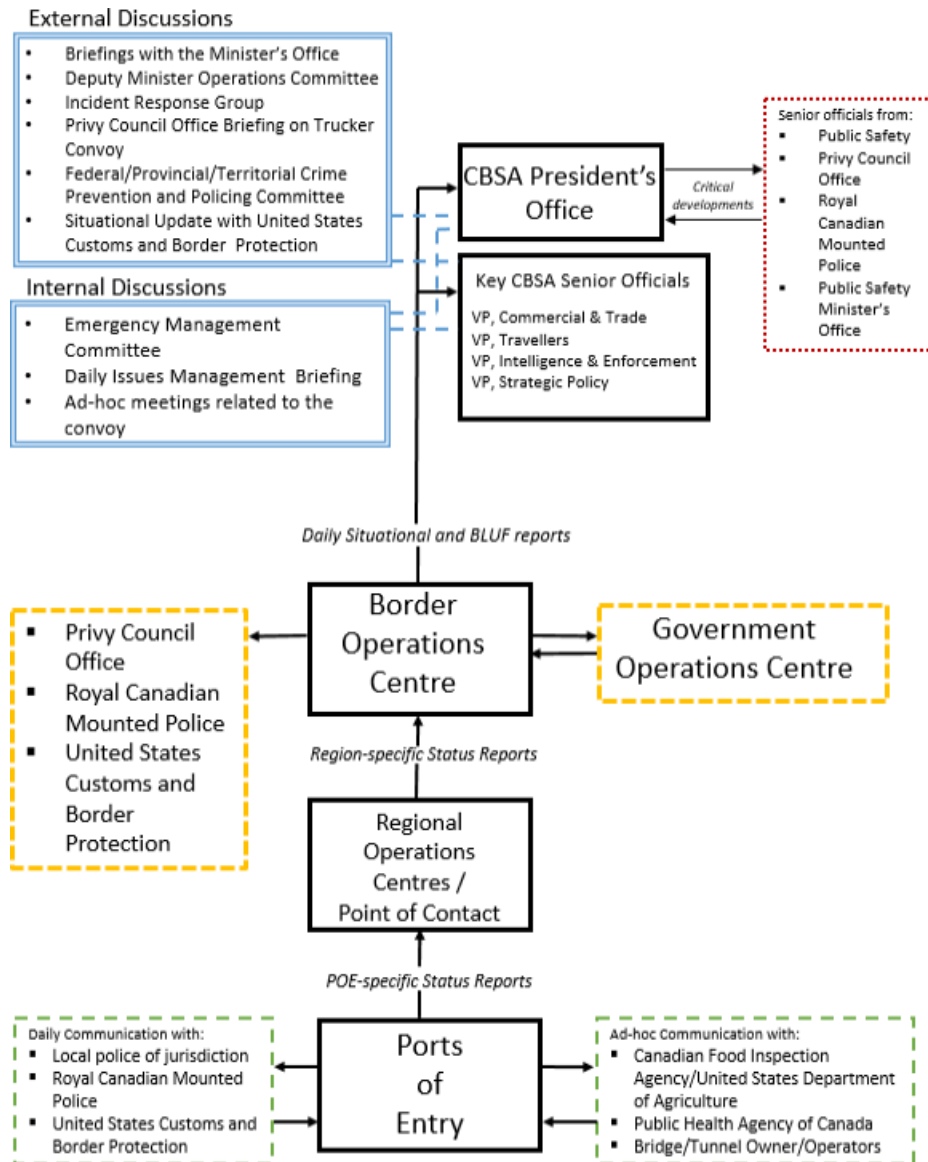 External Discussions
▪ Briefings with the Minister's Office
▪ Deputy Minister Operations Committee
▪ Incident Response Group
▪ Privy Council Office Briefing on Trucker
Convoy
▪ Federal/Provincial/Territorial Crime
Prevention and Policing Committee
▪ Situational Update with United States
Customs and Border Protection
Internal Discussions
▪ Emergency Management
Committee
▪ Daily Issues Management Briefing
▪ Ad-hoc meetings related to the
convoy
CBSA President's
Office
Critical
developments
Senior officials from:
▪ Public Safety
▪ Privy Council
Office
▪ Royal
Canadian
Mounted
Police
▪ Public Safety
Minister's
Office
Key CBSA Senior Officials
VP, Commercial & Trade
VP, Travellers
VP, Intelligence & Enforcement
VP, Strategic Policy
Daily Situational and BLUF reports
▪ Privy Council
Office
▪ Royal Canadian
Mounted Police
▪ United States
Customs and
Border
Protection
Border
Operations
Centre
Government
Operations Centre
Region-specific Status Reports
Regional
Operations
Centres /
Point of Contact
POE-specific Status Reports
Daily Communication with:
▪ Local police of jurisdiction
▪ Royal Canadian Mounted
Police
▪ United States Customs and
Border Protection
Ports
of
Entry
Ad-hoc Communication with:
▪ Canadian Food Inspection
Agency/United States Department
of Agriculture
▪ Public Health Agency of Canada
▪ Bridge/Tunnel Owner/Operators